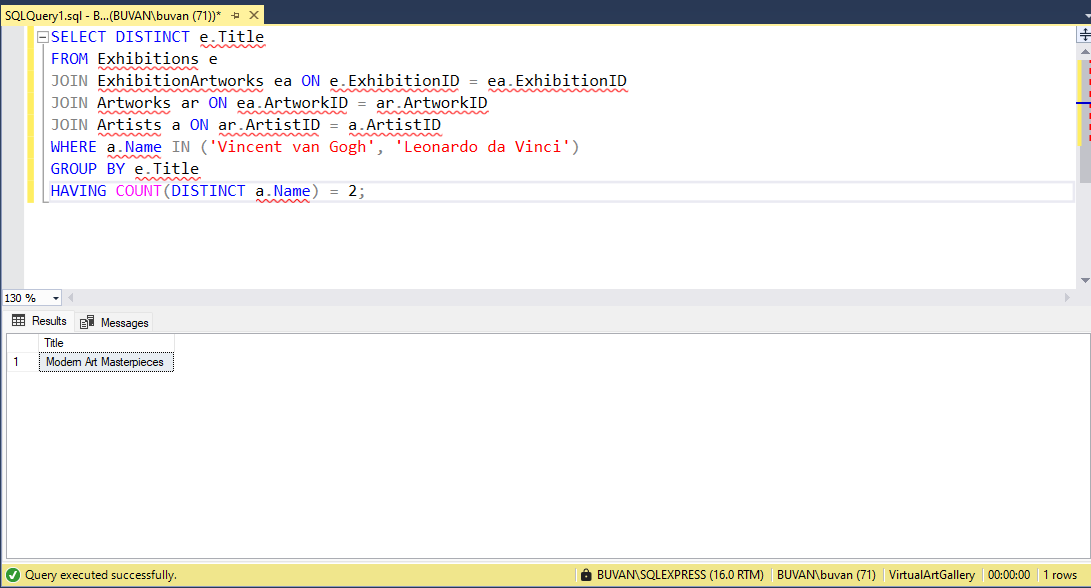 SQLQuery1.sql - B...(BUVAN\buvan (71))*
SELECT DISTINCT e.Title
FROM Exhibitions e
JOIN ExhibitionArtworks ea ON e.ExhibitionID = ea.ExhibitionID
JOIN Artworks ar ON ea.ArtworkID = ar.ArtworkID
JOIN Artists a ON ar.ArtistID = a.ArtistID
WHERE a.Name IN ('Vincent van Gogh', 'Leonardo da Vinci')
GROUP BY e.Title
HAVING COUNT(DISTINCT a.Name) = 2;
130 %
Results Messages
Title
1 Modern Art Masterpieces
Query executed successfully. BUVAN\SQLEXPRESS (16.0 RTM) BUVAN\buvan (71) VirtualArtGallery 00:00:00 1 rows